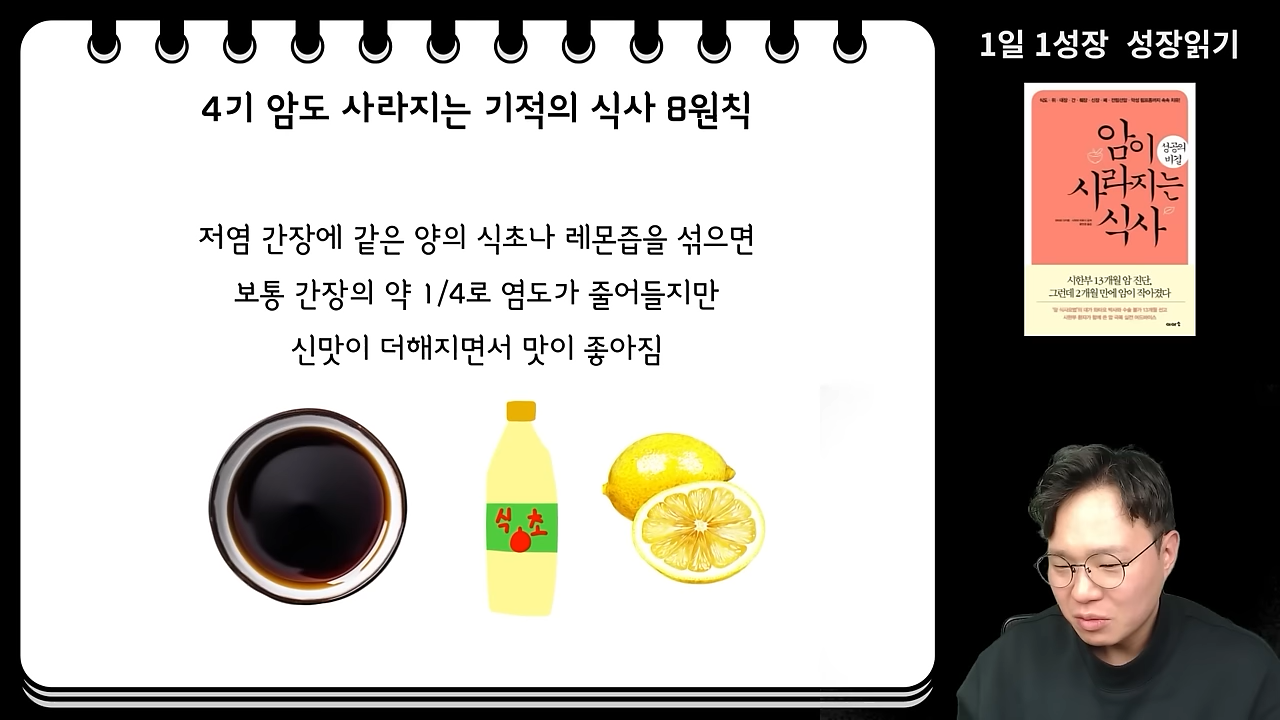 4기 암도 사라지는 기적의 식사 8원칙
저염 간장에 같은 양의 식초나 레몬즙을 섞으면
보통 간장의 약 1/4로 염도가 줄어들지만
신맛이 더해지면서 맛이 좋아짐
식초
1일 1성장 성장읽기
암이
성공의
비결
사라지는
식사
시한부 13개월 암 진단,
그런데 2개월 만에 암이 작아졌다